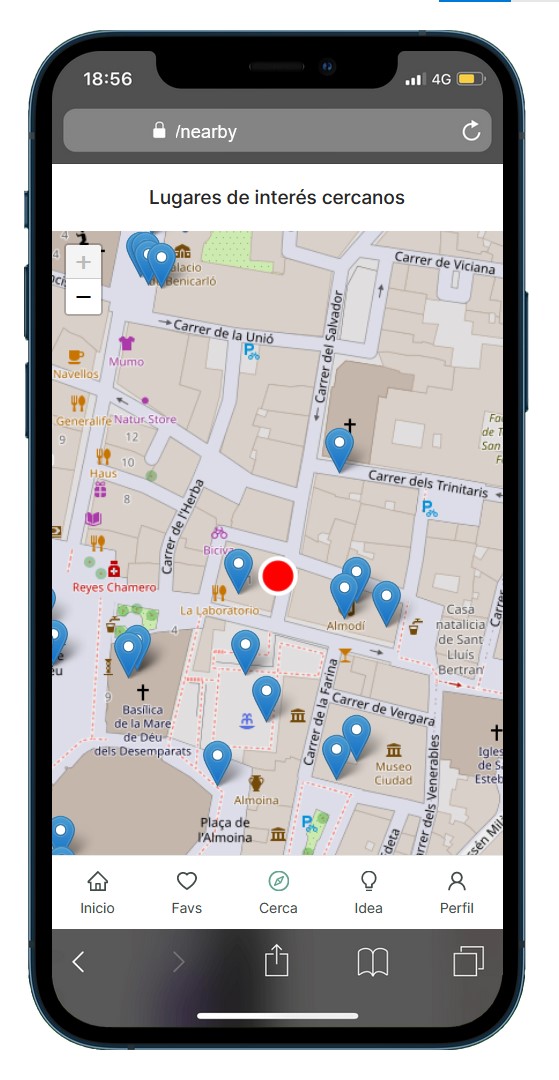 18:56
4G
/nearby
Lugares de interés cercanos
4
+
−
Palacio
de Benicarló
Carrer de Viciana
Carrer de la Unió
Carrer del Salvador
Mumo
Navellos
Generalife
Natur Store
9
12
10
8
Haus
Carrer de l'Herba
Carrer dels Trinitaris
Biciva
Reyes Chamero
La Laboratorio
Almodí
Casa
natalicia
de Sant
Lluís
Bertran
4
9
Basílica
de la Mare
de Déu
dels Desemparats
Carrer de la Farina
Carrer de Vergara
Museo
Ciudad
Carrer dels Venerables
Almoina
Plaça de
l'Almoina
Inicio
Favs
Cerca
Idea
Perfil